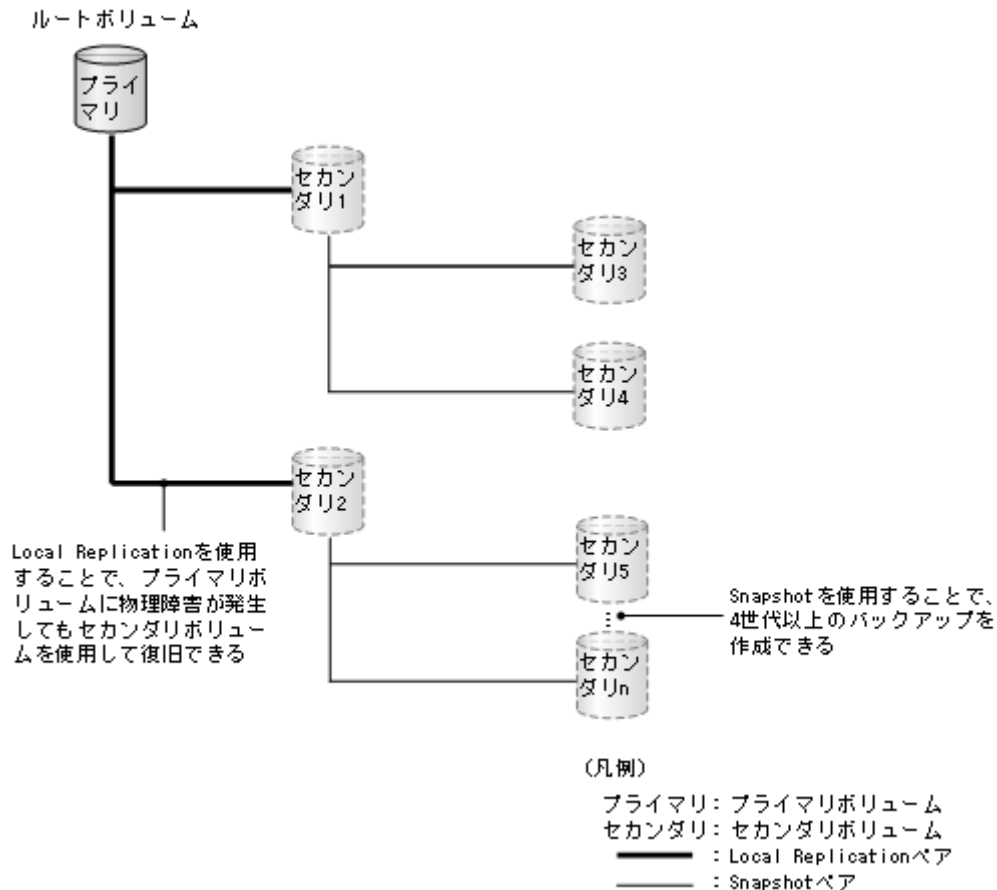 ルートボリューム
プライ
マリ
セカン
ダリ1
セカン
ダリ3
セカン
ダリ4
セカン
ダリ2
Local Replicationを使用
することで、プライマリボ
リュームに物理障害が発生
してもセカンダリボリュー
ムを使用して復旧できる
セカン
ダリ5
⋮
Snapshotを使用することで、
4世代以上のバックアップを
作成できる
セカン
ダリn
(凡例)
プライマリ：プライマリボリューム
セカンダリ：セカンダリボリューム
：Local Replicationペア
：Snapshotペア